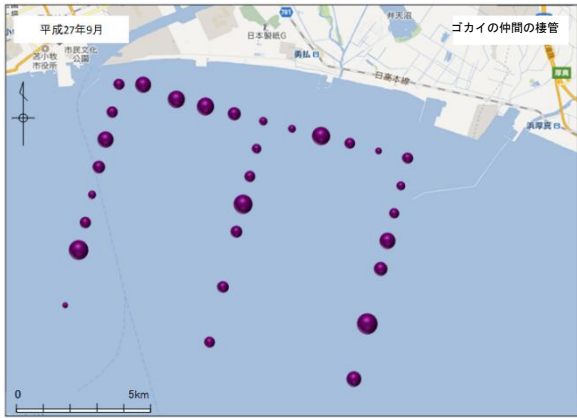 平成27年9月
ゴカイの仲間の棲管
弁天沼
日本製紙G
781
勇払
苫小牧
市役所
市民文化
公園
日高本線
厚真
浜厚真
0
5km